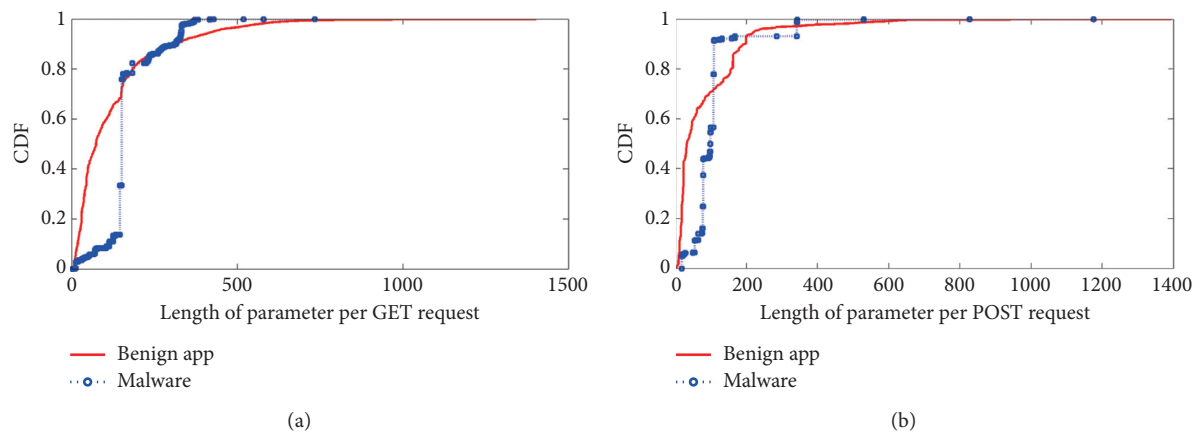 1
0.8
0.6
0.4
0.2
0
CDF
0
500
1000
1500
Length of parameter per GET request
Benign app
Malware
(a)
1
0.8
0.6
0.4
0.2
0
CDF
0
200
400
600
800
1000
1200
1400
Length of parameter per POST request
Benign app
Malware
(b)